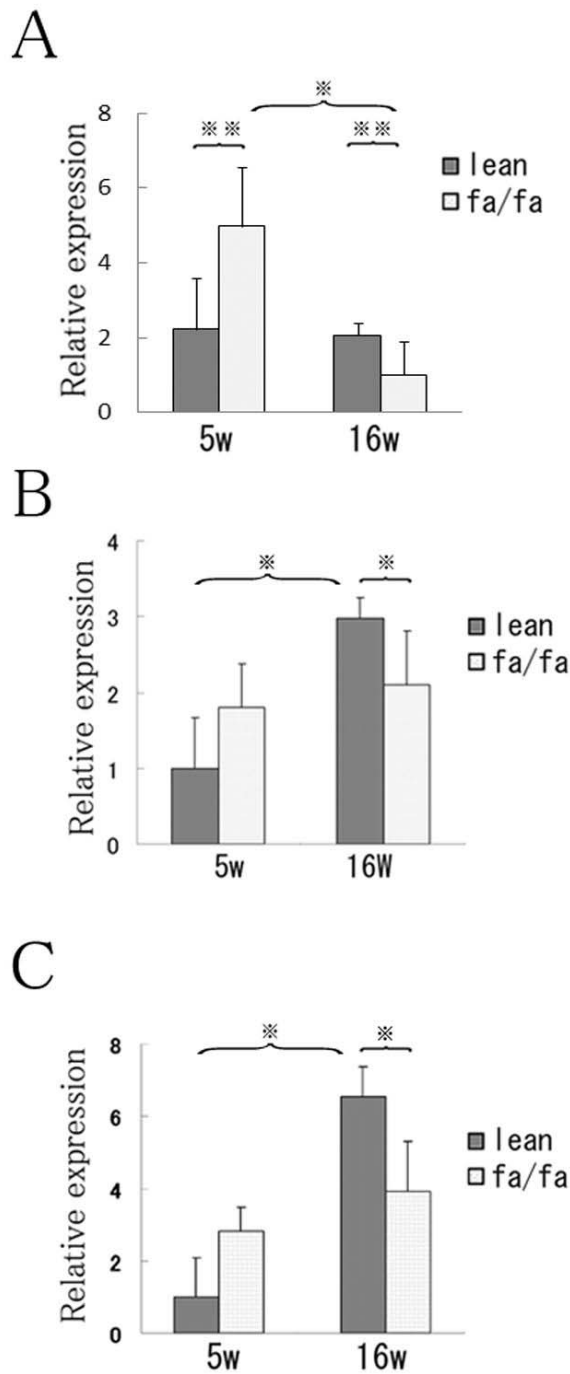 A
※
8
※※
※※
lean
6
fa/fa
4
2
0
Relative expression
5w
16w
B
4
※
※
3
lean
fa/fa
2
1
0
Relative expression
5w
16W
C
※
※
8
6
lean
fa/fa
4
2
0
Relative expression
5w
16w